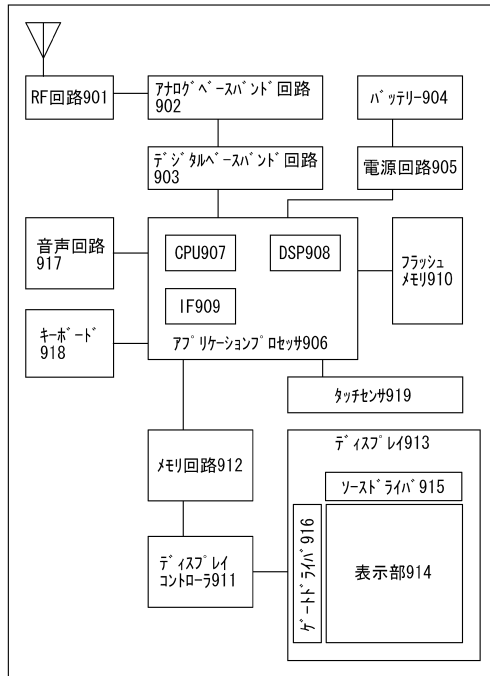 RF回路901
ｱﾅﾛｸﾞﾍﾞｰｽﾊﾞﾝﾄﾞ回路
902
ﾊﾞｯﾃﾘｰ904
ﾃﾞｼﾞﾀﾙﾍﾞｰｽﾊﾞﾝﾄﾞ回路
903
電源回路905
音声回路
917
CPU907
DSP908
ﾌﾗｯｼｭ
ﾒﾓﾘ910
IF909
ｱﾌﾟﾘｹｰｼｮﾝﾌﾟﾛｾｯｻ906
ｷｰﾎﾞｰﾄﾞ
918
ﾀｯﾁｾﾝｻ919
ﾒﾓﾘ回路912
ﾃﾞｨｽﾌﾟﾚｲ913
ｿｰｽﾄﾞﾗｲﾊﾞ915
ｹﾞｰﾄﾄﾞﾗｲﾊﾞ916
表示部914
ﾃﾞｨｽﾌﾟﾚｲ
ｺﾝﾄﾛｰﾗ911